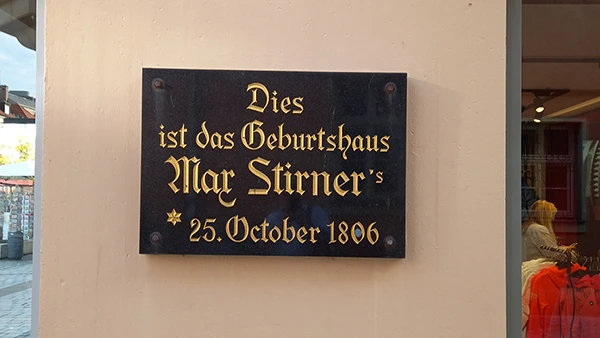 Dies
ist das Geburtshaus
Max Stirner's
* 25. October 1806